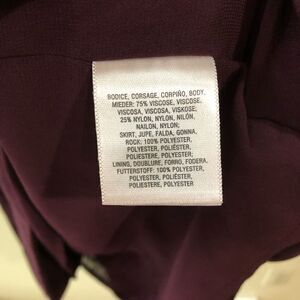 BODICE, CORSAGE, CORPIÑO, BODY.
MIEDER: 75% VISCOSE, VISCOSE,
VISCOSA, VISCOSA, VISKOSE;
25% NYLON, NYLON, NILÓN,
NAILON, NYLON;
SKIRT, JUPE, FALDA, GONNA,
ROCK: 100% POLYESTER,
POLYESTER, POLIÉSTER,
POLIESTERE, POLYESTER;
LINING, DOUBLURE, FORRO, FODERA,
FUTTERSTOFF: 100% POLYESTER,
POLYESTER, POLIÉSTER,
POLIESTERE, POLYESTER